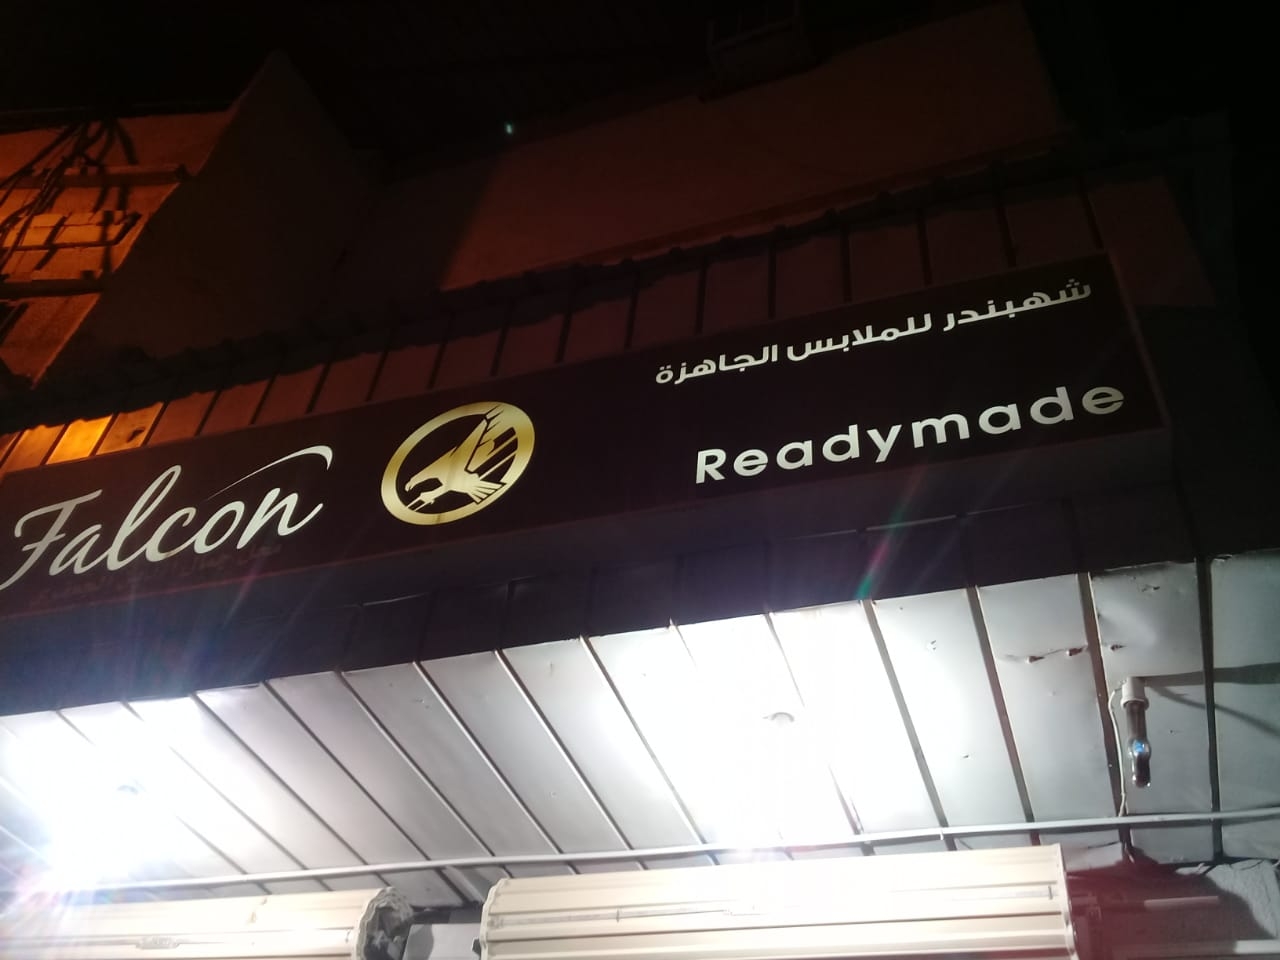 شهبندر للملابس الجاهزة
Falcon
Readymade